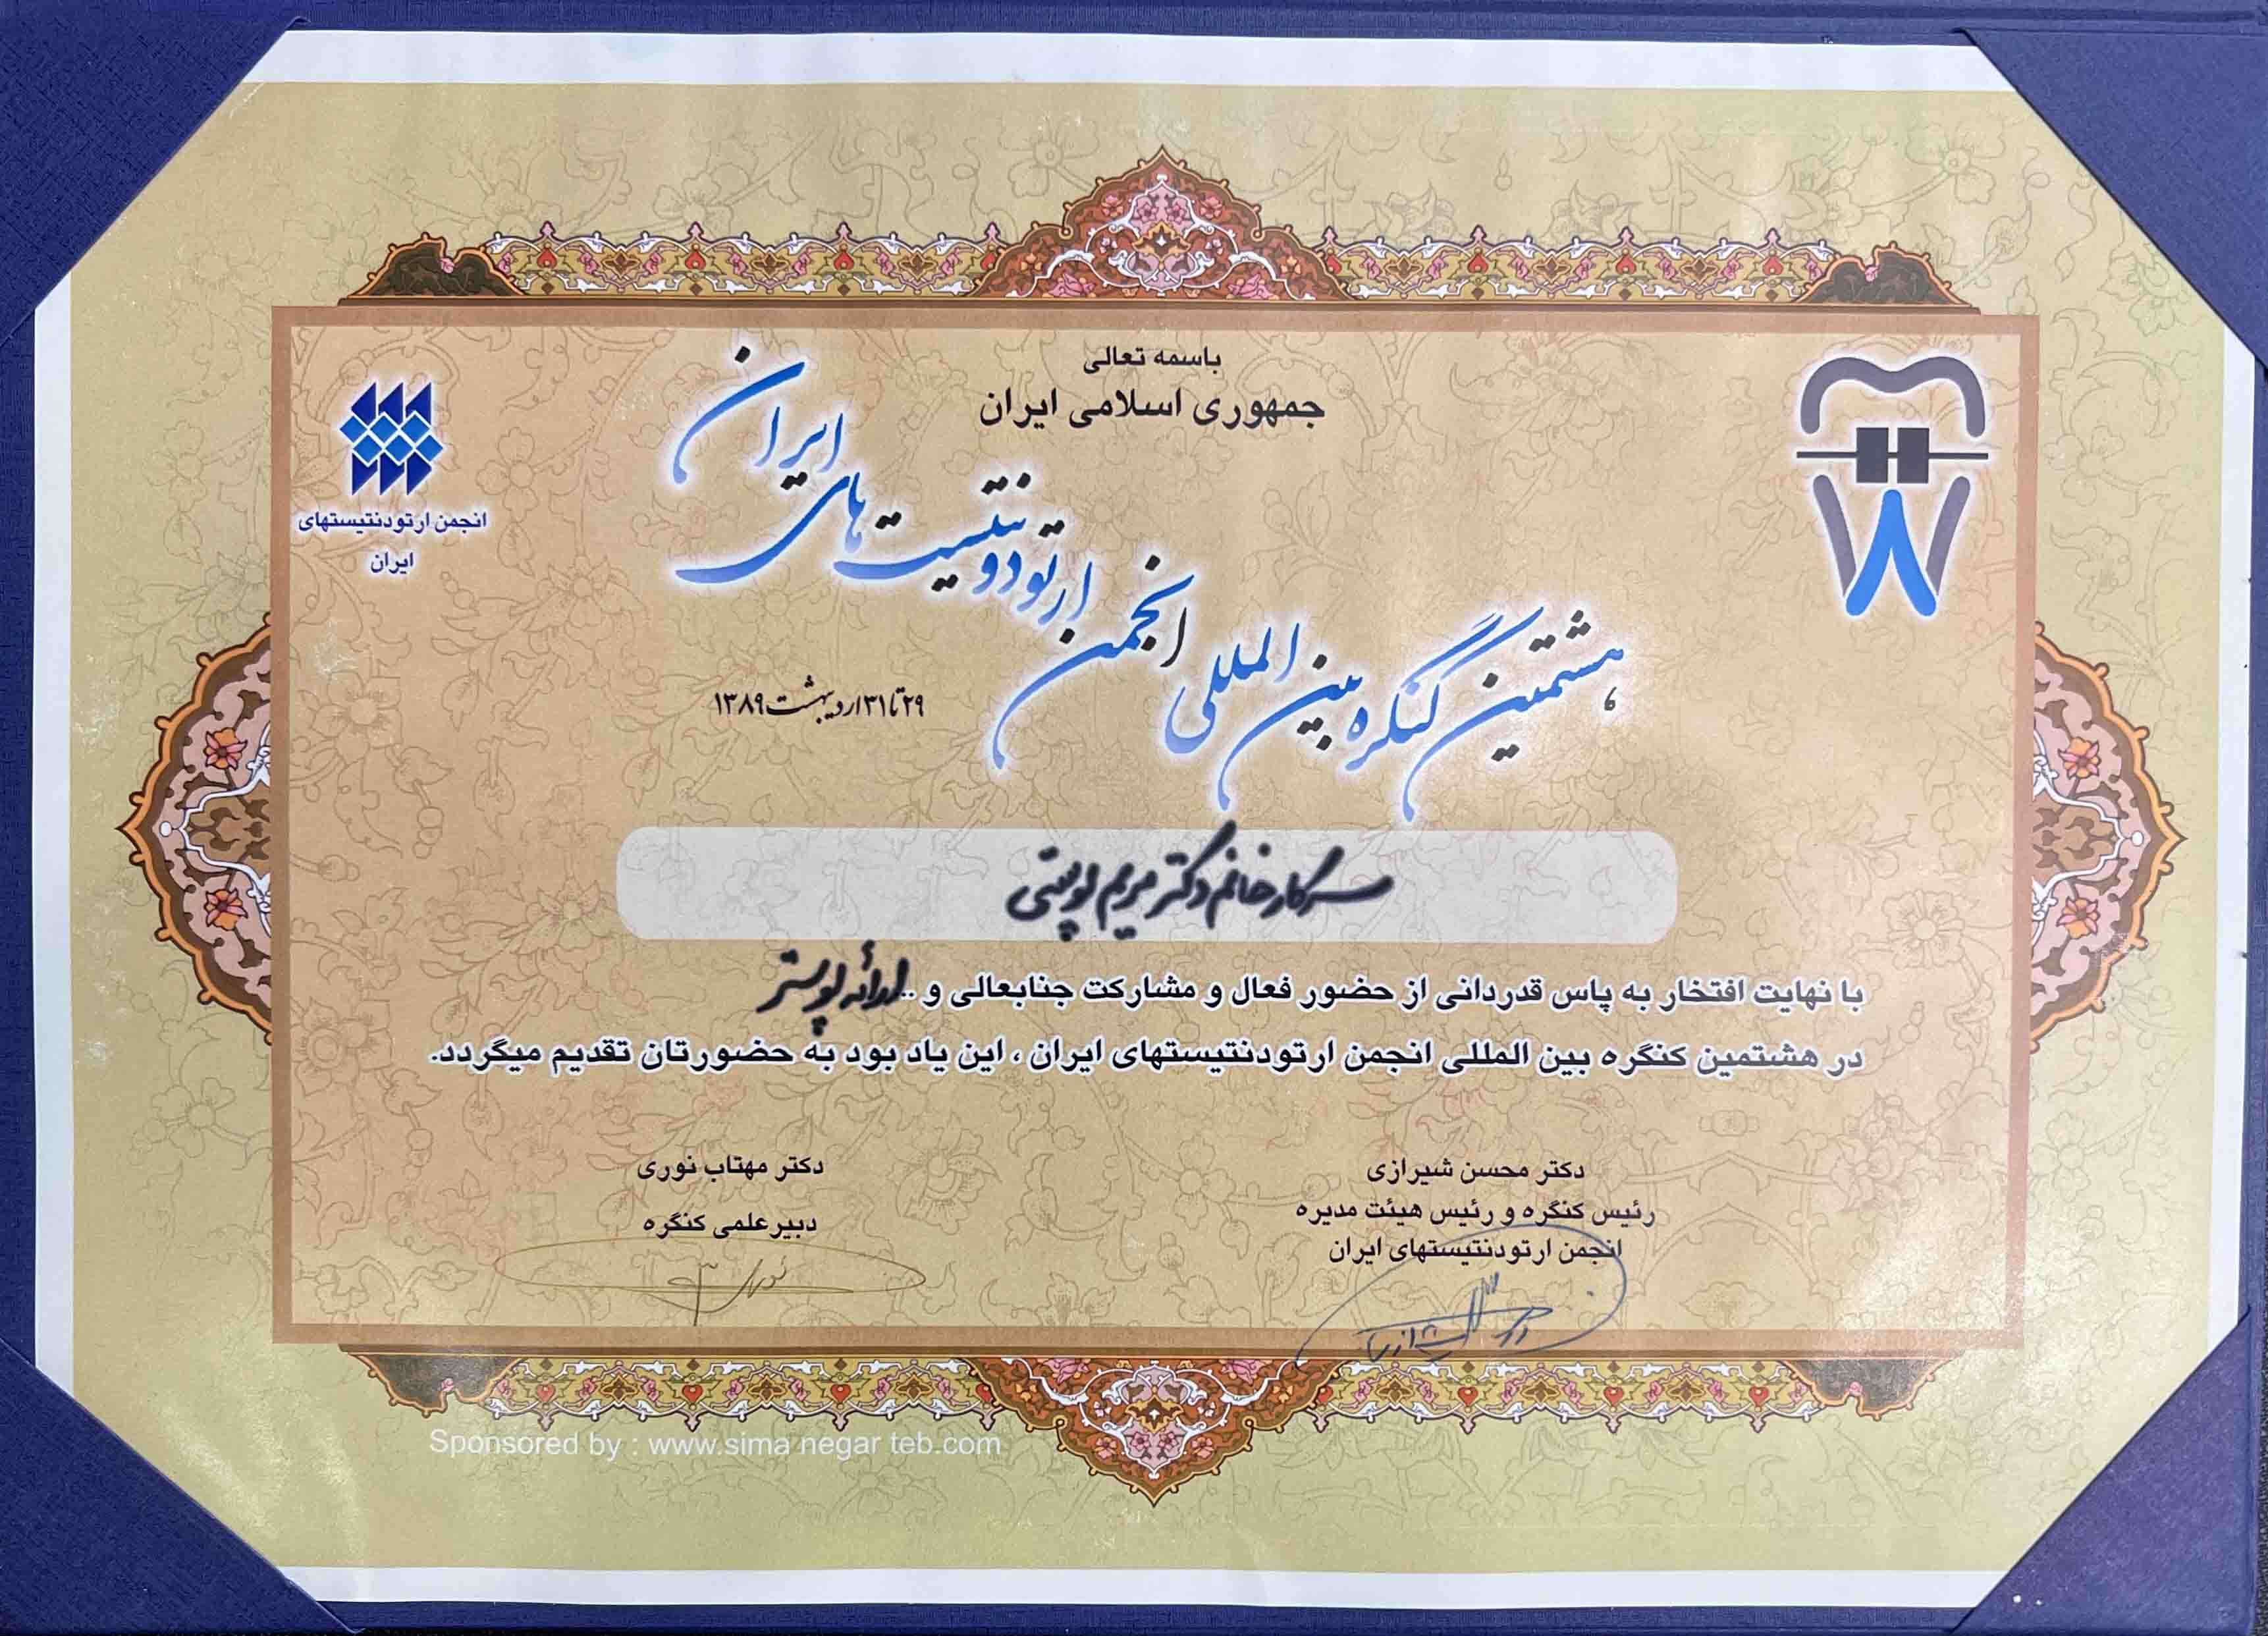 باسمه تعالی
جمهوری اسلامی ایران
انجمن ارتودنتیستهای
ایران
هشتمین کنگره بین المللی انجمن ارتودونتیست های ایران
۲۹ تا ۳۱ اردیبهشت ۱۳۸۹
سرکار خانم دکتر مریم پوستی
با نهایت افتخار به پاس قدردانی از حضور فعال و مشارکت جنابعالی و .. ارائه پوستر
در هشتمین کنگره بین المللی انجمن ارتودنتیستهای ایران ، این یاد بود به حضورتان تقدیم میگردد.
دکتر محسن شیرازی
رئیس کنگره و رئیس هیئت مدیره
انجمن ارتودنتیستهای ایران
دکتر مهتاب نوری
دبیر علمی کنگره
Sponsored by : www.sima negar teb.com